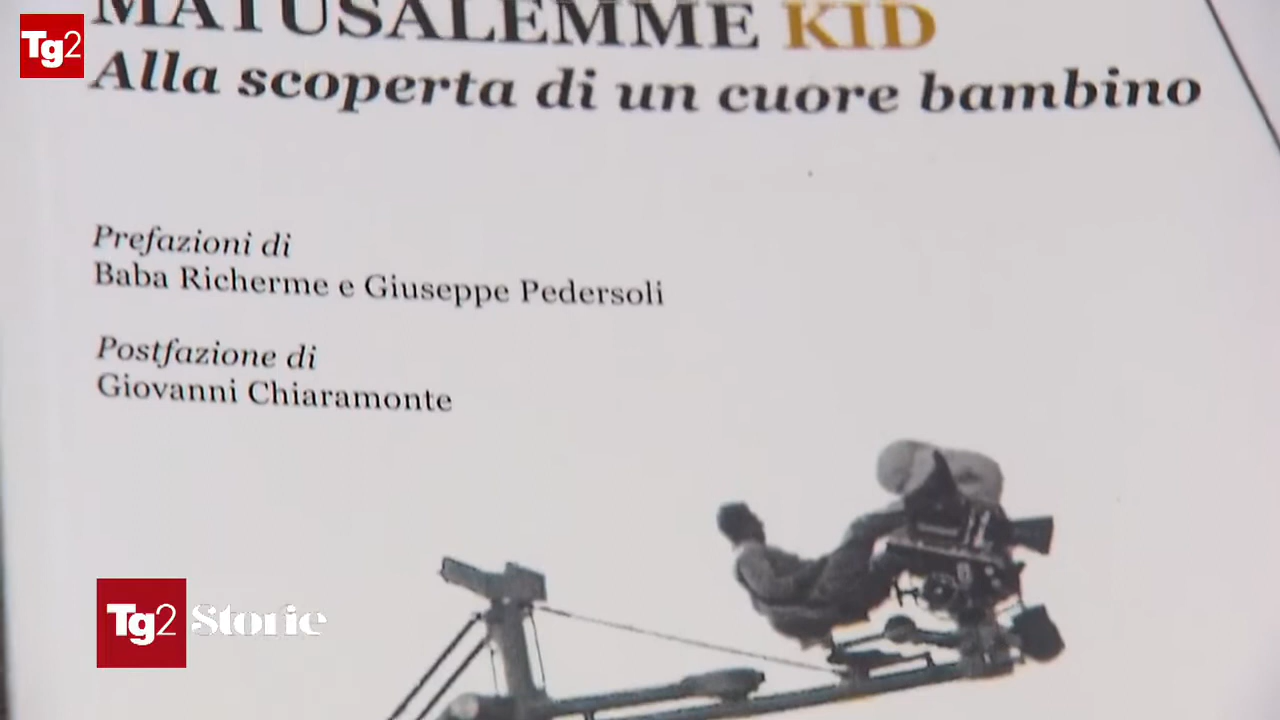 Tg2
MATUSALEMME KID
Alla scoperta di un cuore bambino
Prefazioni di
Baba Richerme e Giuseppe Pedersoli
Postfazione di
Giovanni Chiaramonte
Tg2 Storie